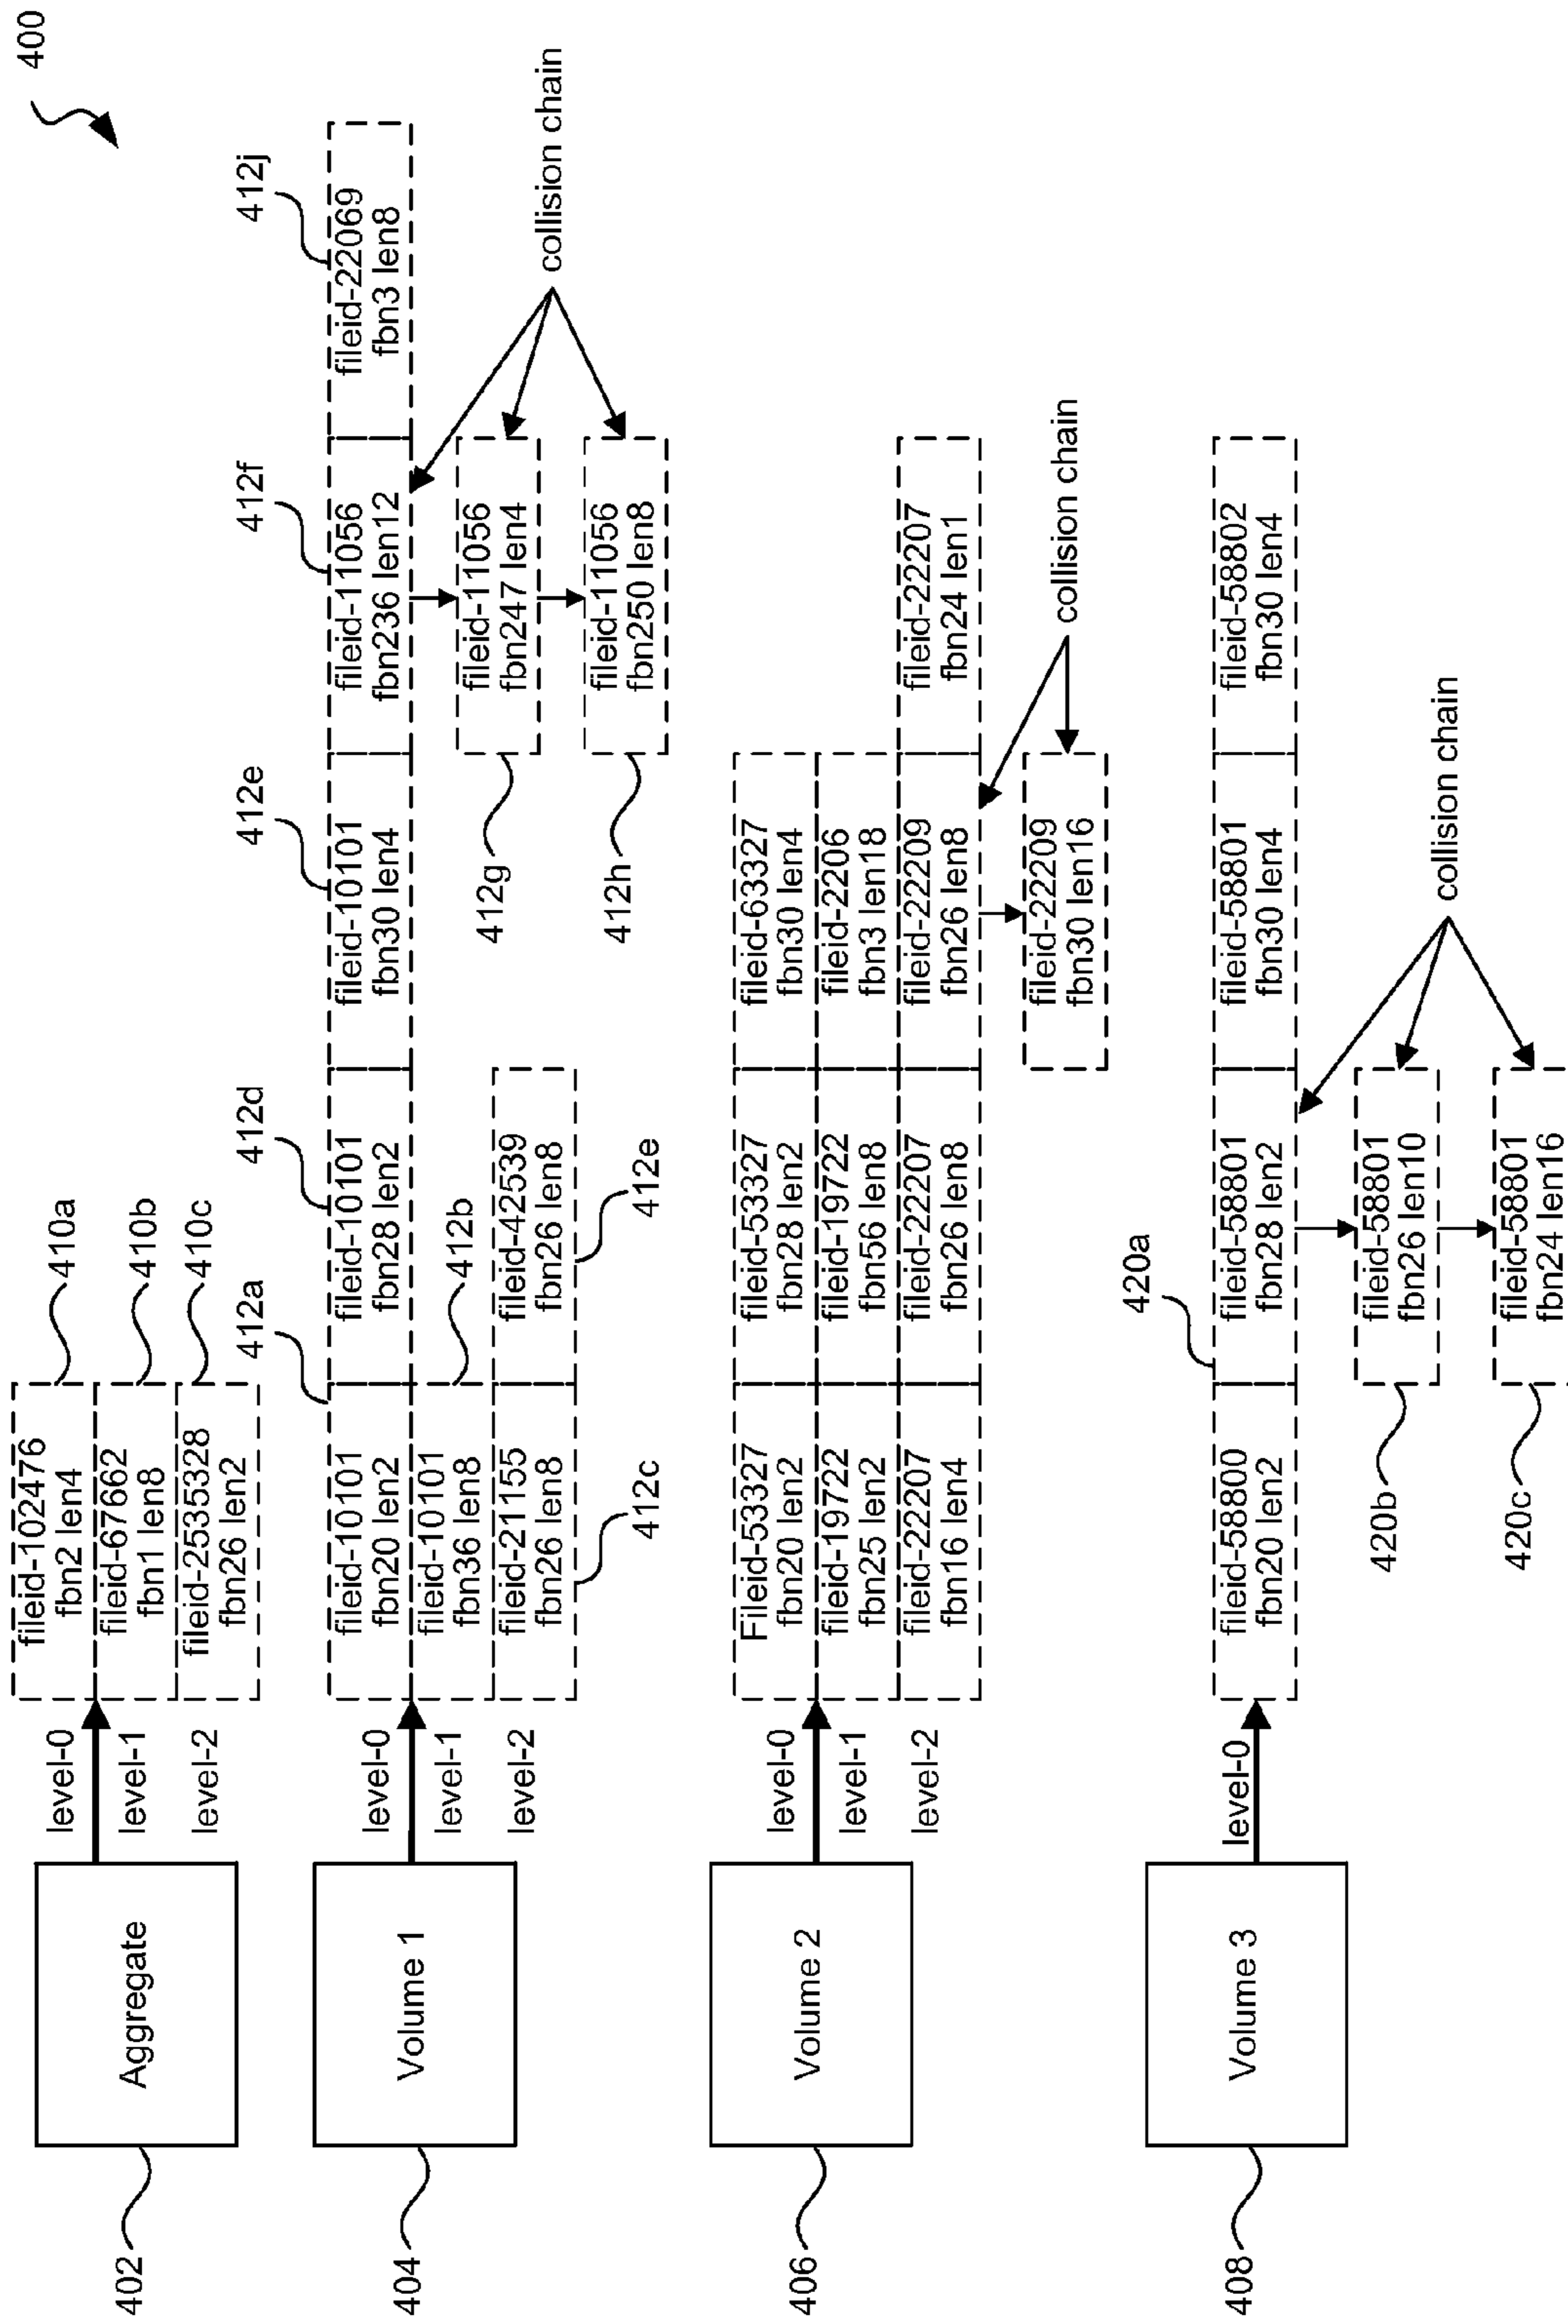 400
402
Aggregate
level-0
level-1
level-2
fileid-102476
fbn2 len4
fileid-67662
fbn1 len8
fileid-2535328
fbn26 len2
410a
410b
410c
404
Volume 1
level-0
level-1
level-2
412a
412d
412e
412f
412j
fileid-10101
fbn20 len2
fileid-10101
fbn28 len2
fileid-10101
fbn30 len4
fileid-11056
fbn236 len12
fileid-22069
fbn3 len8
fileid-10101
fbn36 len8
412b
fileid-11056
fbn247 len4
412g
fileid-21155
fbn26 len8
fileid-42539
fbn26 len8
412c
412e
fileid-11056
fbn250 len8
412h
collision chain
406
Volume 2
level-0
level-1
level-2
Fileid-53327
fbn20 len2
fileid-53327
fbn28 len2
fileid-63327
fbn30 len4
fileid-19722
fbn25 len2
fileid-19722
fbn56 len8
fileid-2206
fbn3 len18
fileid-22207
fbn16 len4
fileid-22207
fbn26 len8
fileid-22209
fbn26 len8
fileid-22207
fbn24 len1
fileid-22209
fbn30 len16
collision chain
408
Volume 3
level-0
420a
fileid-58800
fbn20 len2
fileid-58801
fbn28 len2
fileid-58801
fbn30 len4
fileid-58802
fbn30 len4
420b
fileid-58801
fbn26 len10
420c
fileid-58801
fbn24 len16
collision chain